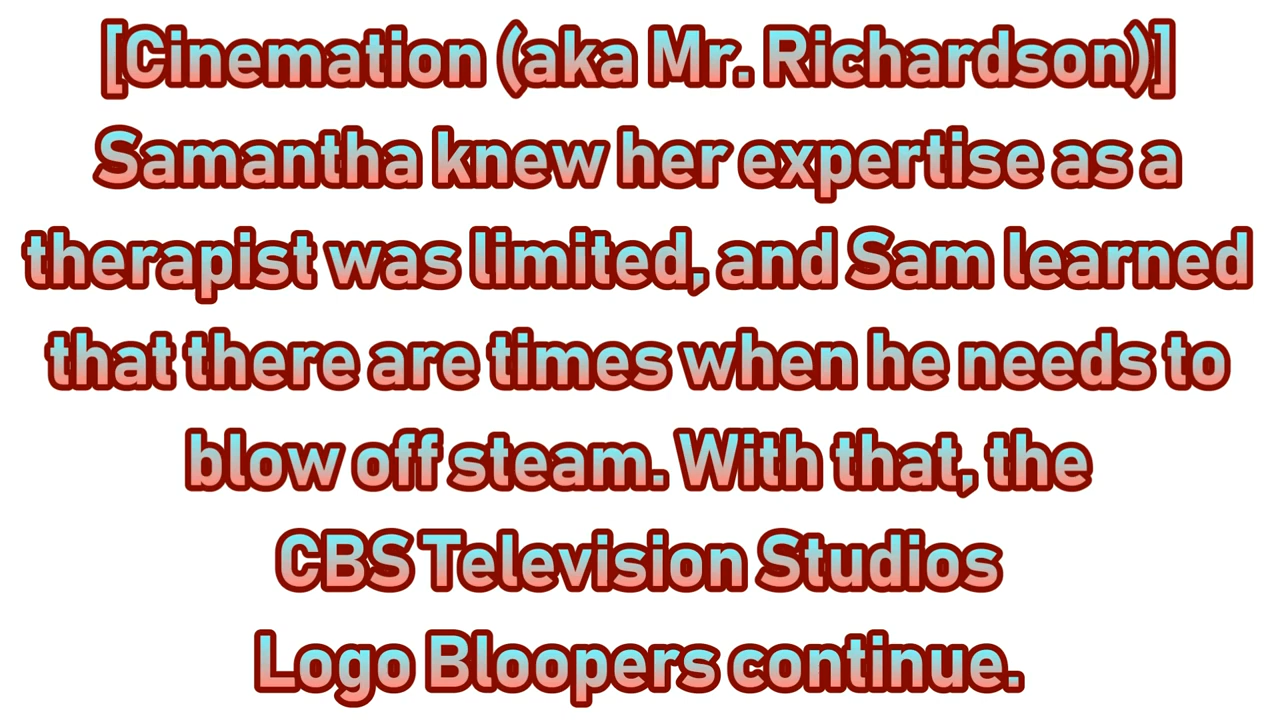 [Cinemation (aka Mr. Richardson)]
Samantha knew her expertise as a
therapist was limited, and Sam learned
that there are times when he needs to
blow off steam. With that, the
CBS Television Studios
Logo Bloopers continue.